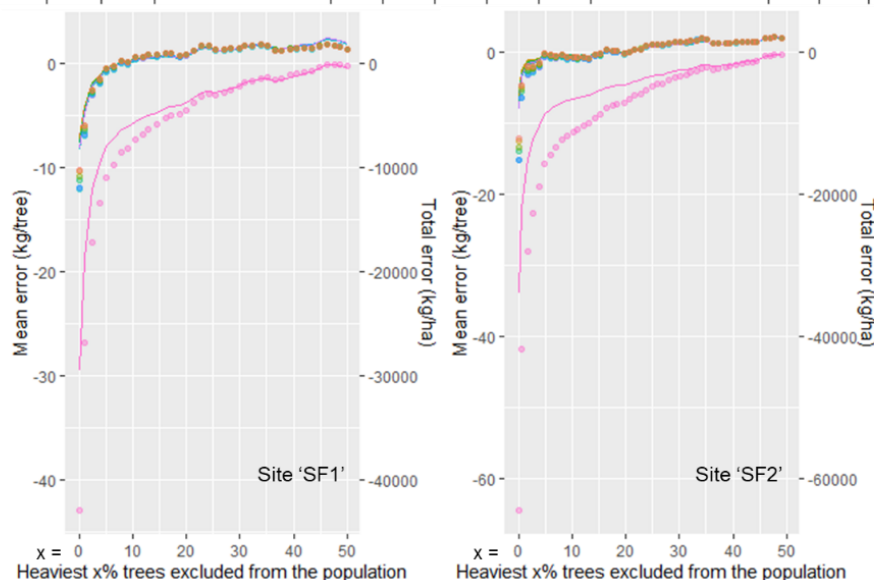 0
-10
-20
-30
-40
Mean error (kg/tree)
0
-10000
-20000
-30000
-40000
Total error (kg/ha)
Site ‘SF1’
x = 0 10 20 30 40 50
Heaviest x% trees excluded from the population
0
-20
-40
-60
Mean error (kg/tree)
0
-20000
-40000
-60000
Total error (kg/ha)
Site ‘SF2’
x = 0 10 20 30 40 50
Heaviest x% trees excluded from the population